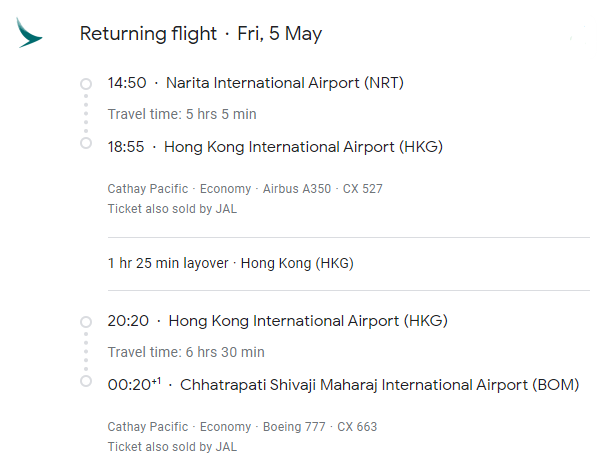 Returning flight · Fri, 5 May
14:50 · Narita International Airport (NRT)
Travel time: 5 hrs 5 min
18:55 · Hong Kong International Airport (HKG)
Cathay Pacific · Economy · Airbus A350 · CX 527
Ticket also sold by JAL
1 hr 25 min layover · Hong Kong (HKG)
20:20 · Hong Kong International Airport (HKG)
Travel time: 6 hrs 30 min
00:20+1 · Chhatrapati Shivaji Maharaj International Airport (BOM)
Cathay Pacific · Economy · Boeing 777 · CX 663
Ticket also sold by JAL